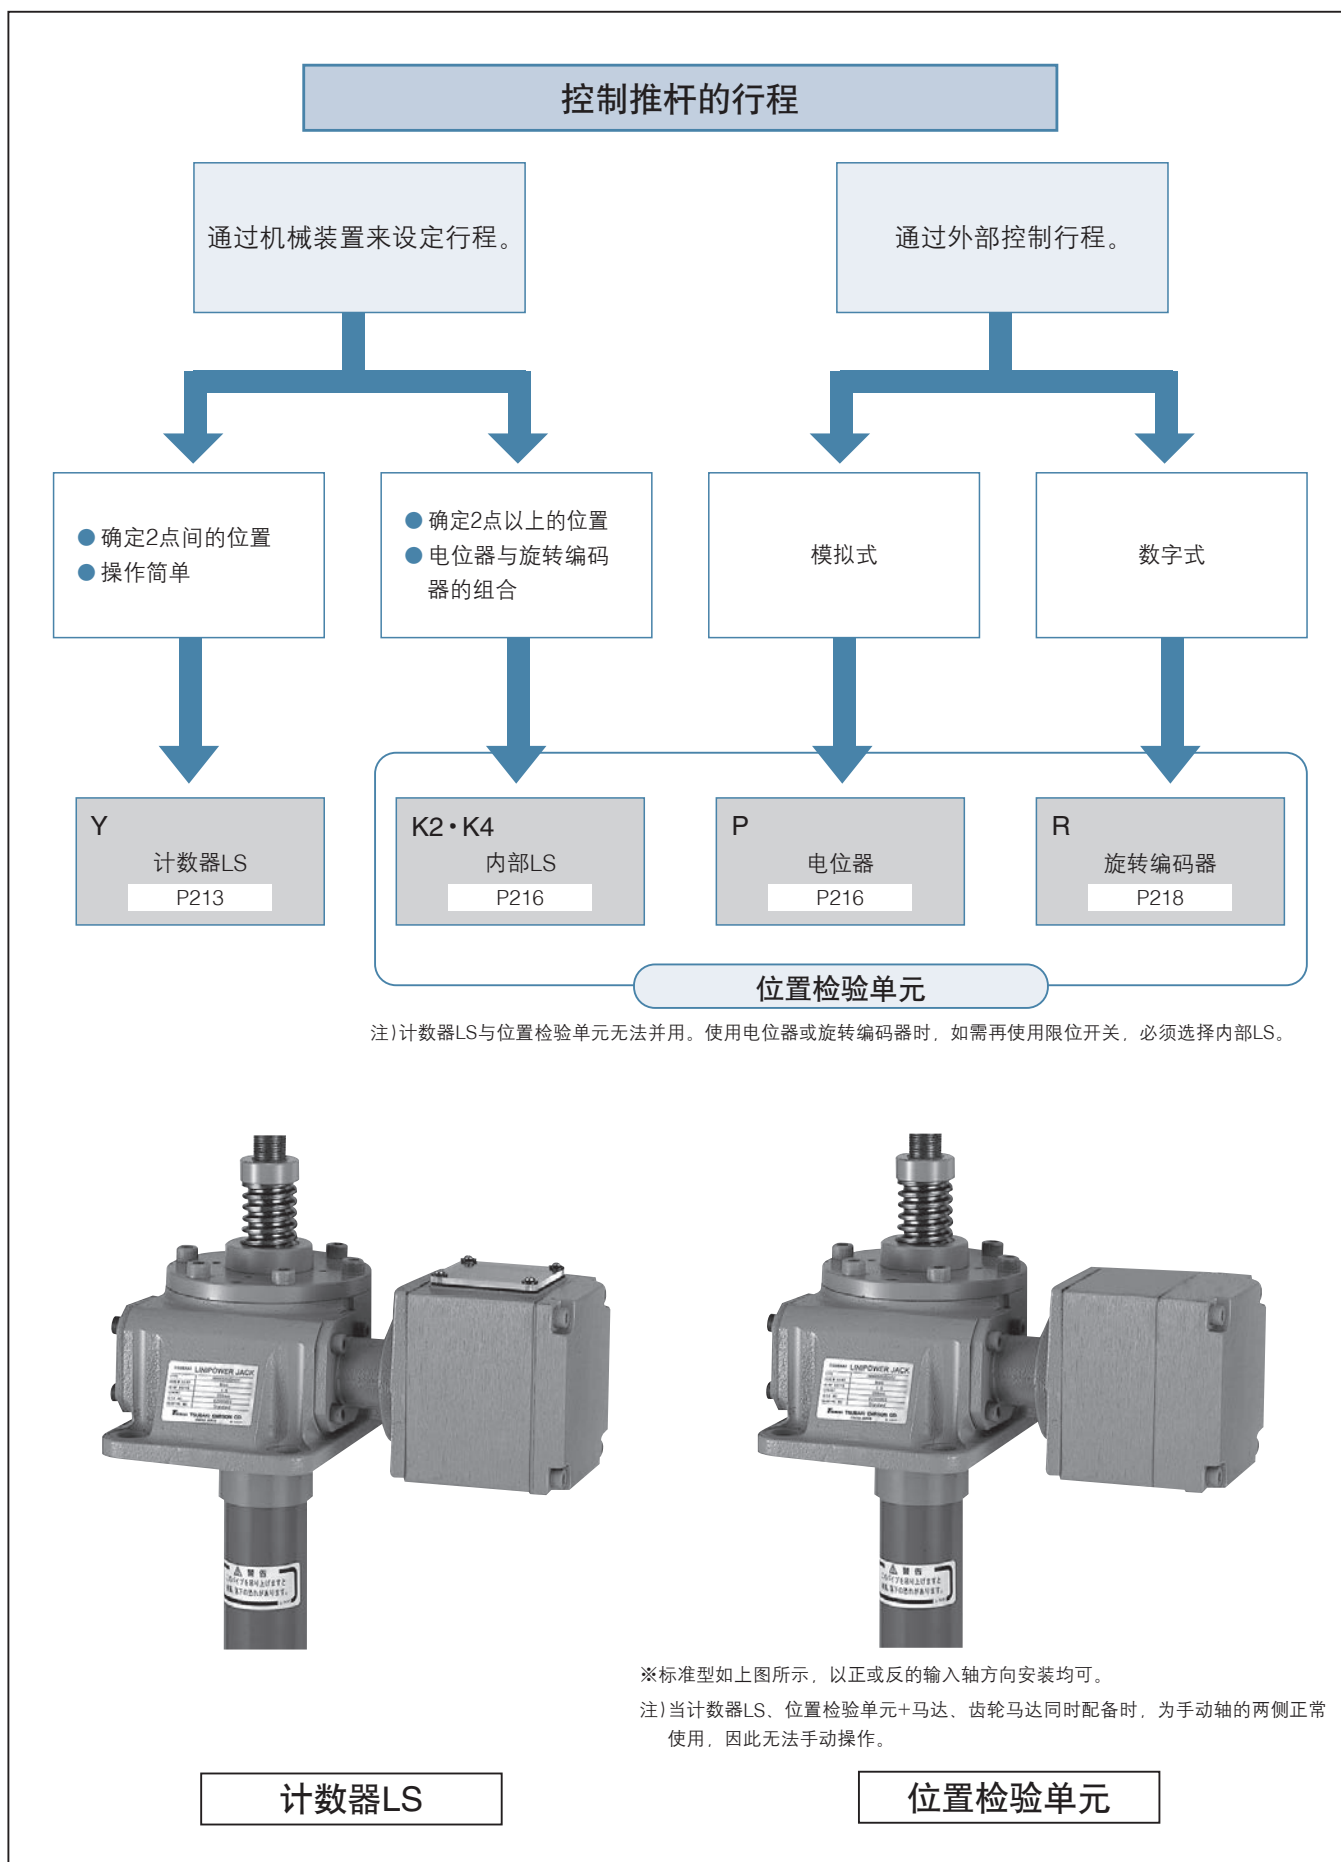 控制推杆的行程
通过机械装置来设定行程。
通过外部控制行程。
● 确定2点间的位置
● 操作简单
● 确定2点以上的位置
● 电位器与旋转编码
器的组合
模拟式
数字式
Y
计数器LS
P213
K2・K4
内部LS
P216
P
电位器
P216
R
旋转编码器
P218
位置检验单元
注)计数器LS与位置检验单元无法并用。使用电位器或旋转编码器时，如需再使用限位开关，必须选择内部LS。
LINIPOWER JACK
TSUBAKI EMERSON CO.
⚠ 警告
LINIPOWER JACK
TSUBAKI EMERSON CO.
⚠ 警告
※标准型如上图所示，以正或反的输入轴方向安装均可。
注)当计数器LS、位置检验单元+马达、齿轮马达同时配备时，为手动轴的两侧正常
使用，因此无法手动操作。
计数器LS
位置检验单元